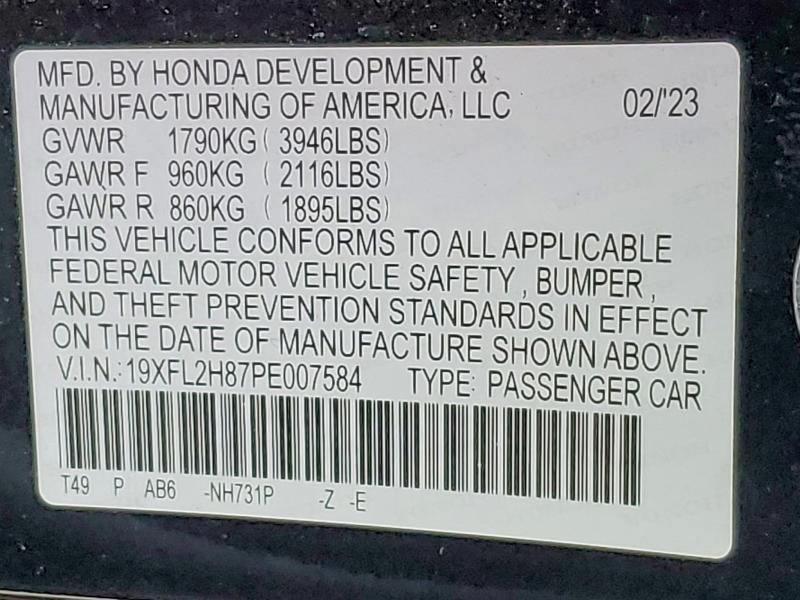 MFD. BY HONDA DEVELOPMENT &
MANUFACTURING OF AMERICA, LLC 02/'23
GVWR 1790KG ( 3946LBS)
GAWR F 960KG ( 2116LBS)
GAWR R 860KG ( 1895LBS)
THIS VEHICLE CONFORMS TO ALL APPLICABLE
FEDERAL MOTOR VEHICLE SAFETY , BUMPER ,
AND THEFT PREVENTION STANDARDS IN EFFECT
ON THE DATE OF MANUFACTURE SHOWN ABOVE.
V.I.N.: 19XFL2H87PE007584 TYPE: PASSENGER CAR
T49 P AB6 -NH731P -Z -E